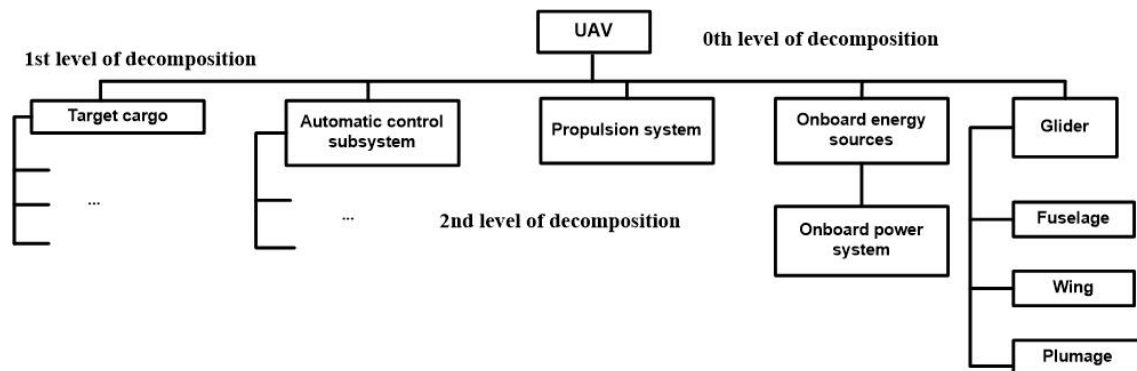 UAV
0th level of decomposition
1st level of decomposition
Target cargo
Automatic control
subsystem
Propulsion system
Onboard energy
sources
Glider
...
...
2nd level of decomposition
Onboard power
system
Fuselage
Wing
Plumage